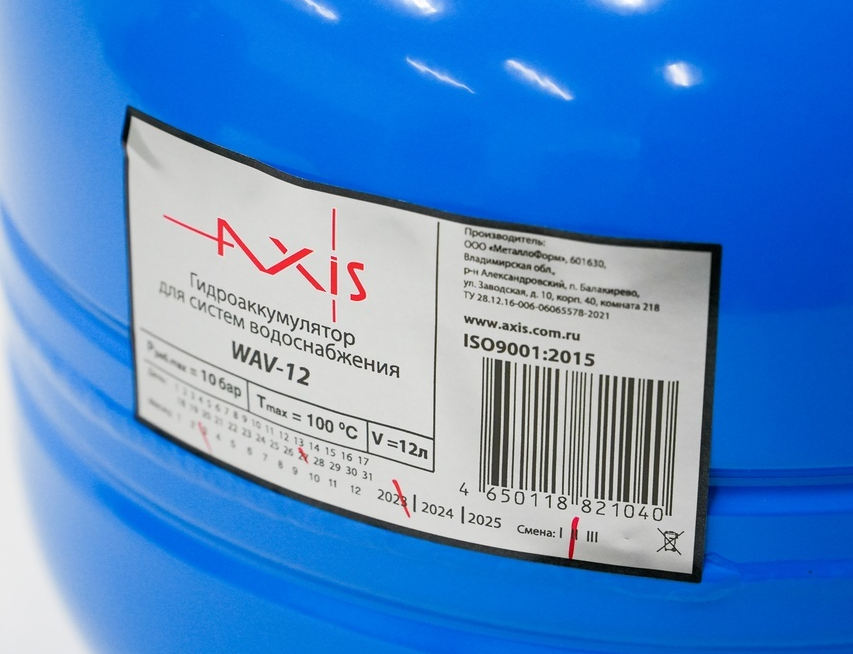 AXIS
Гидроаккумулятор
для систем водоснабжения
WAV-12
Pраб.max = 10 бар
Tmax = 100 °C
V =12л
1 2 3 4 5 6 7 8 9 10 11 12 13 14 15 16 17
18 19 20 21 22 23 24 25 26 27 28 29 30 31
1 2 3 4 5 6 7 8 9 10 11 12
2023 | 2024 | 2025
Производитель:
ООО «МеталлоФорм», 601630,
Владимирская обл.,
р-н Александровский, п. Балакирево,
ул. Заводская, д. 10, корп. 40, комната 218
ТУ 28.12.16-006-06065578-2021
www.axis.com.ru
ISO9001:2015
4 650118 821040
Смена: I II III